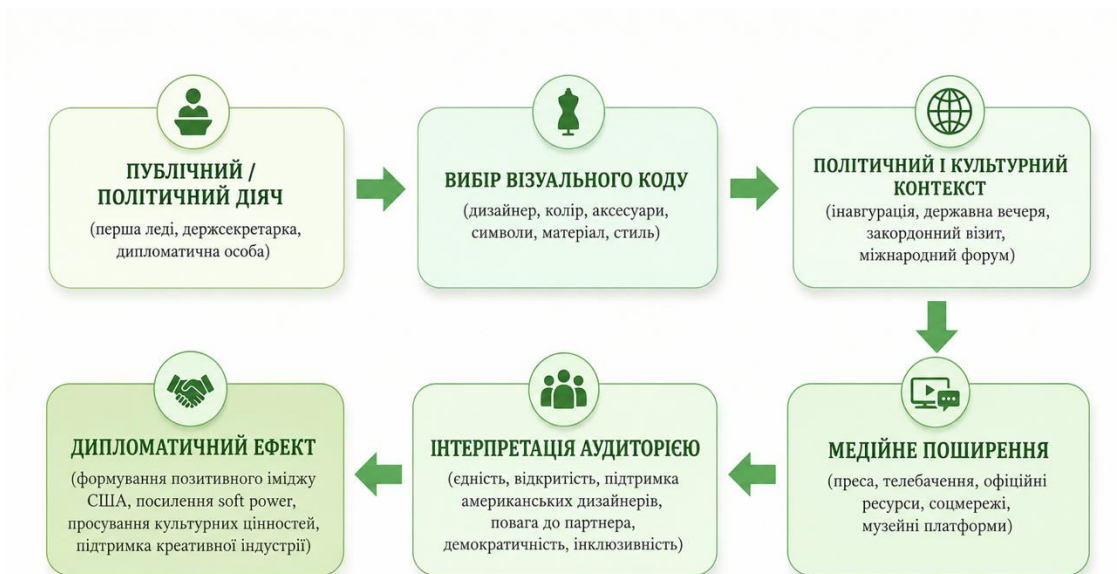 ПУБЛІЧНИЙ /
ПОЛІТИЧНИЙ ДІЯЧ
(перша леді, держсекретарка,
дипломатична особа)
ВИБІР ВІЗУАЛЬНОГО КОДУ
(дизайнер, колір, аксесуари,
символи, матеріал, стиль)
ПОЛІТИЧНИЙ І КУЛЬТУРНИЙ
КОНТЕКСТ
(інавгурація, державна вечеря,
закордонний візит,
міжнародний форум)
МЕДІЙНЕ ПОШИРЕННЯ
(преса, телебачення, офіційні
ресурси, соцмережі,
музейні платформи)
ІНТЕРПРЕТАЦІЯ АУДИТОРІЄЮ
(єдність, відкритість, підтримка
американських дизайнерів,
повага до партнера,
демократичність, інклюзивність)
ДИПЛОМАТИЧНИЙ ЕФЕКТ
(формування позитивного іміджу
США, посилення soft power,
просування культурних цінностей,
підтримка креативної індустрії)